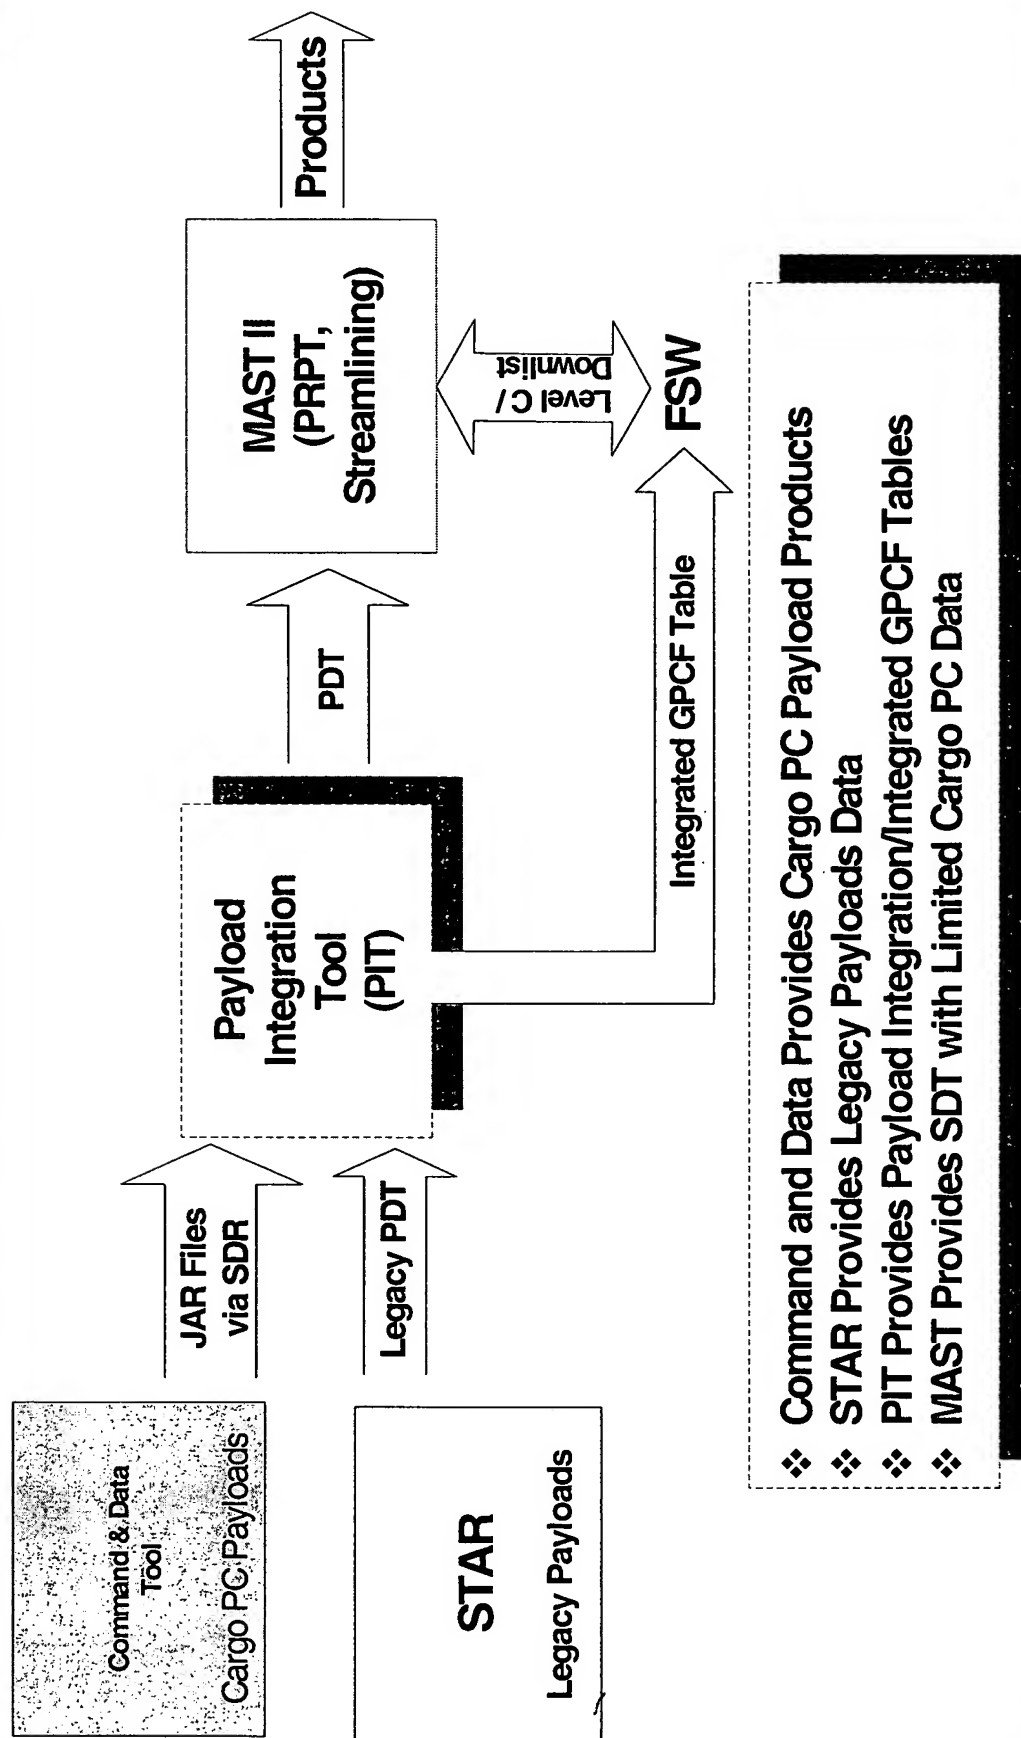 Command & Data
Tool
Cargo PC Payloads
JAR Files
via SDR
STAR
Legacy Payloads
Legacy PDT
Payload
Integration
Tool
(PIT)
PDT
MAST II
(PRPT,
Streamlining)
Products
Level C /
Downlist
FSW
Integrated GPCF Table
❖ Command and Data Provides Cargo PC Payload Products
❖ STAR Provides Legacy Payloads Data
❖ PIT Provides Payload Integration/Integrated GPCF Tables
❖ MAST Provides SDT with Limited Cargo PC Data